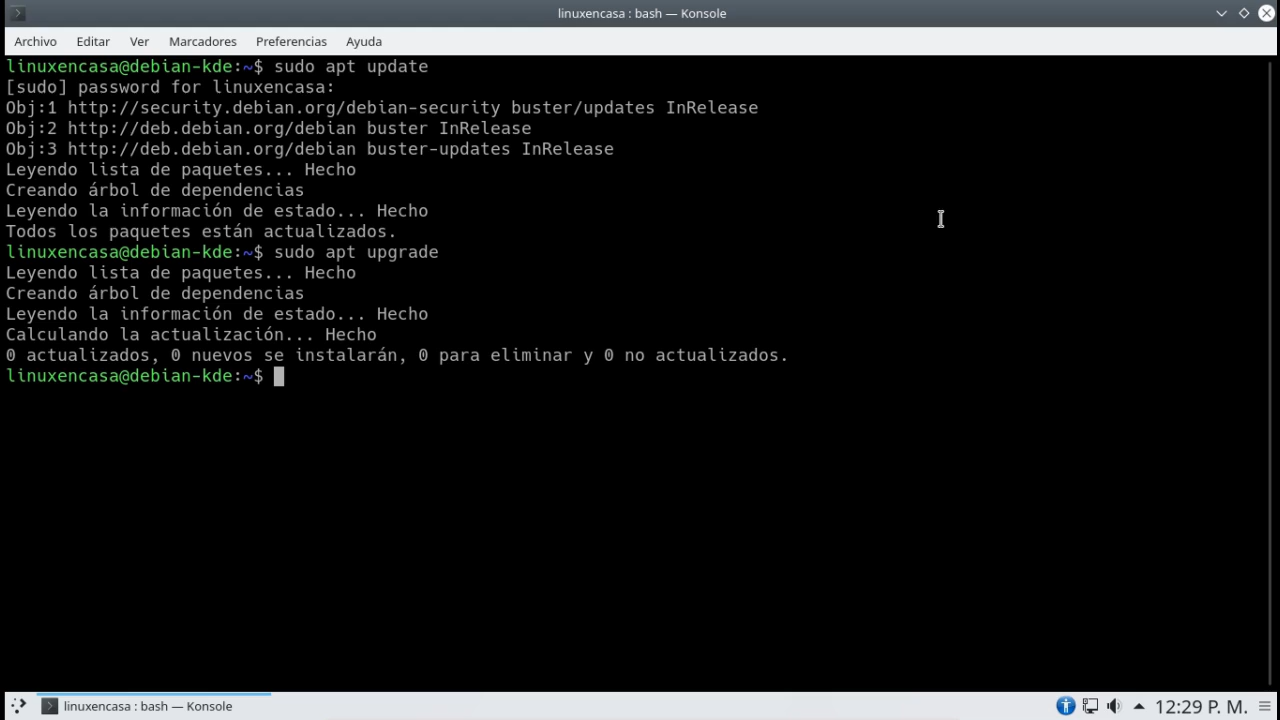 linuxencasa : bash — Konsole
Archivo Editar Ver Marcadores Preferencias Ayuda
linuxencasa@debian-kde:~$ sudo apt update
[sudo] password for linuxencasa:
Obj:1 http://security.debian.org/debian-security buster/updates InRelease
Obj:2 http://deb.debian.org/debian buster InRelease
Obj:3 http://deb.debian.org/debian buster-updates InRelease
Leyendo lista de paquetes... Hecho
Creando árbol de dependencias
Leyendo la información de estado... Hecho
Todos los paquetes están actualizados.
linuxencasa@debian-kde:~$ sudo apt upgrade
Leyendo lista de paquetes... Hecho
Creando árbol de dependencias
Leyendo la información de estado... Hecho
Calculando la actualización... Hecho
0 actualizados, 0 nuevos se instalarán, 0 para eliminar y 0 no actualizados.
linuxencasa@debian-kde:~$
linuxencasa : bash — Konsole 12:29 P. M.